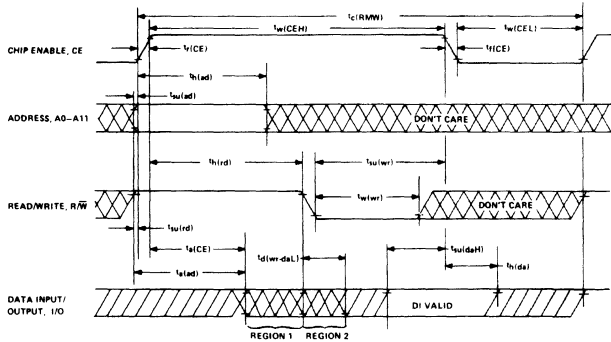 tc(RMW)
tw(CEH)
tw(CEL)
CHIP ENABLE, CE
tr(CE)
tf(CE)
th(ad)
tsu(ad)
ADDRESS, A0–A11
DON'T CARE
th(rd)
tsu(wr)
tw(wr)
READ/WRITE, R/W̅
DON'T CARE
tsu(rd)
ta(CE)
td(wr-daL)
tsu(daH)
ta(ad)
th(da)
DATA INPUT/
OUTPUT, I/O
DI VALID
REGION 1
REGION 2